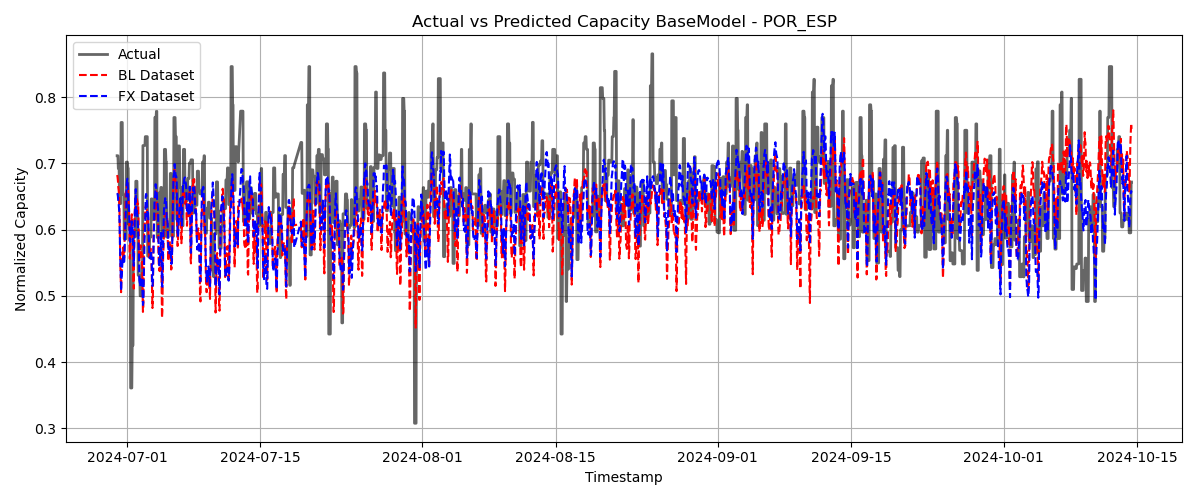 Actual vs Predicted Capacity BaseModel - POR_ESP
Actual
BL Dataset
FX Dataset
Normalized Capacity
0.8
0.7
0.6
0.5
0.4
0.3
2024-07-01 2024-07-15 2024-08-01 2024-08-15 2024-09-01 2024-09-15 2024-10-01 2024-10-15
Timestamp